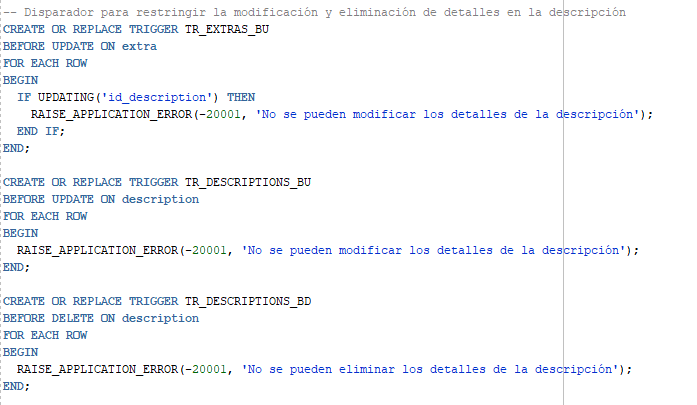 -- Disparador para restringir la modificación y eliminación de detalles en la descripción
CREATE OR REPLACE TRIGGER TR_EXTRAS_BU
BEFORE UPDATE ON extra
FOR EACH ROW
BEGIN
  IF UPDATING('id_description') THEN
    RAISE_APPLICATION_ERROR(-20001, 'No se pueden modificar los detalles de la descripción');
  END IF;
END;

CREATE OR REPLACE TRIGGER TR_DESCRIPTIONS_BU
BEFORE UPDATE ON description
FOR EACH ROW
BEGIN
  RAISE_APPLICATION_ERROR(-20001, 'No se pueden modificar los detalles de la descripción');
END;

CREATE OR REPLACE TRIGGER TR_DESCRIPTIONS_BD
BEFORE DELETE ON description
FOR EACH ROW
BEGIN
  RAISE_APPLICATION_ERROR(-20001, 'No se pueden eliminar los detalles de la descripción');
END;